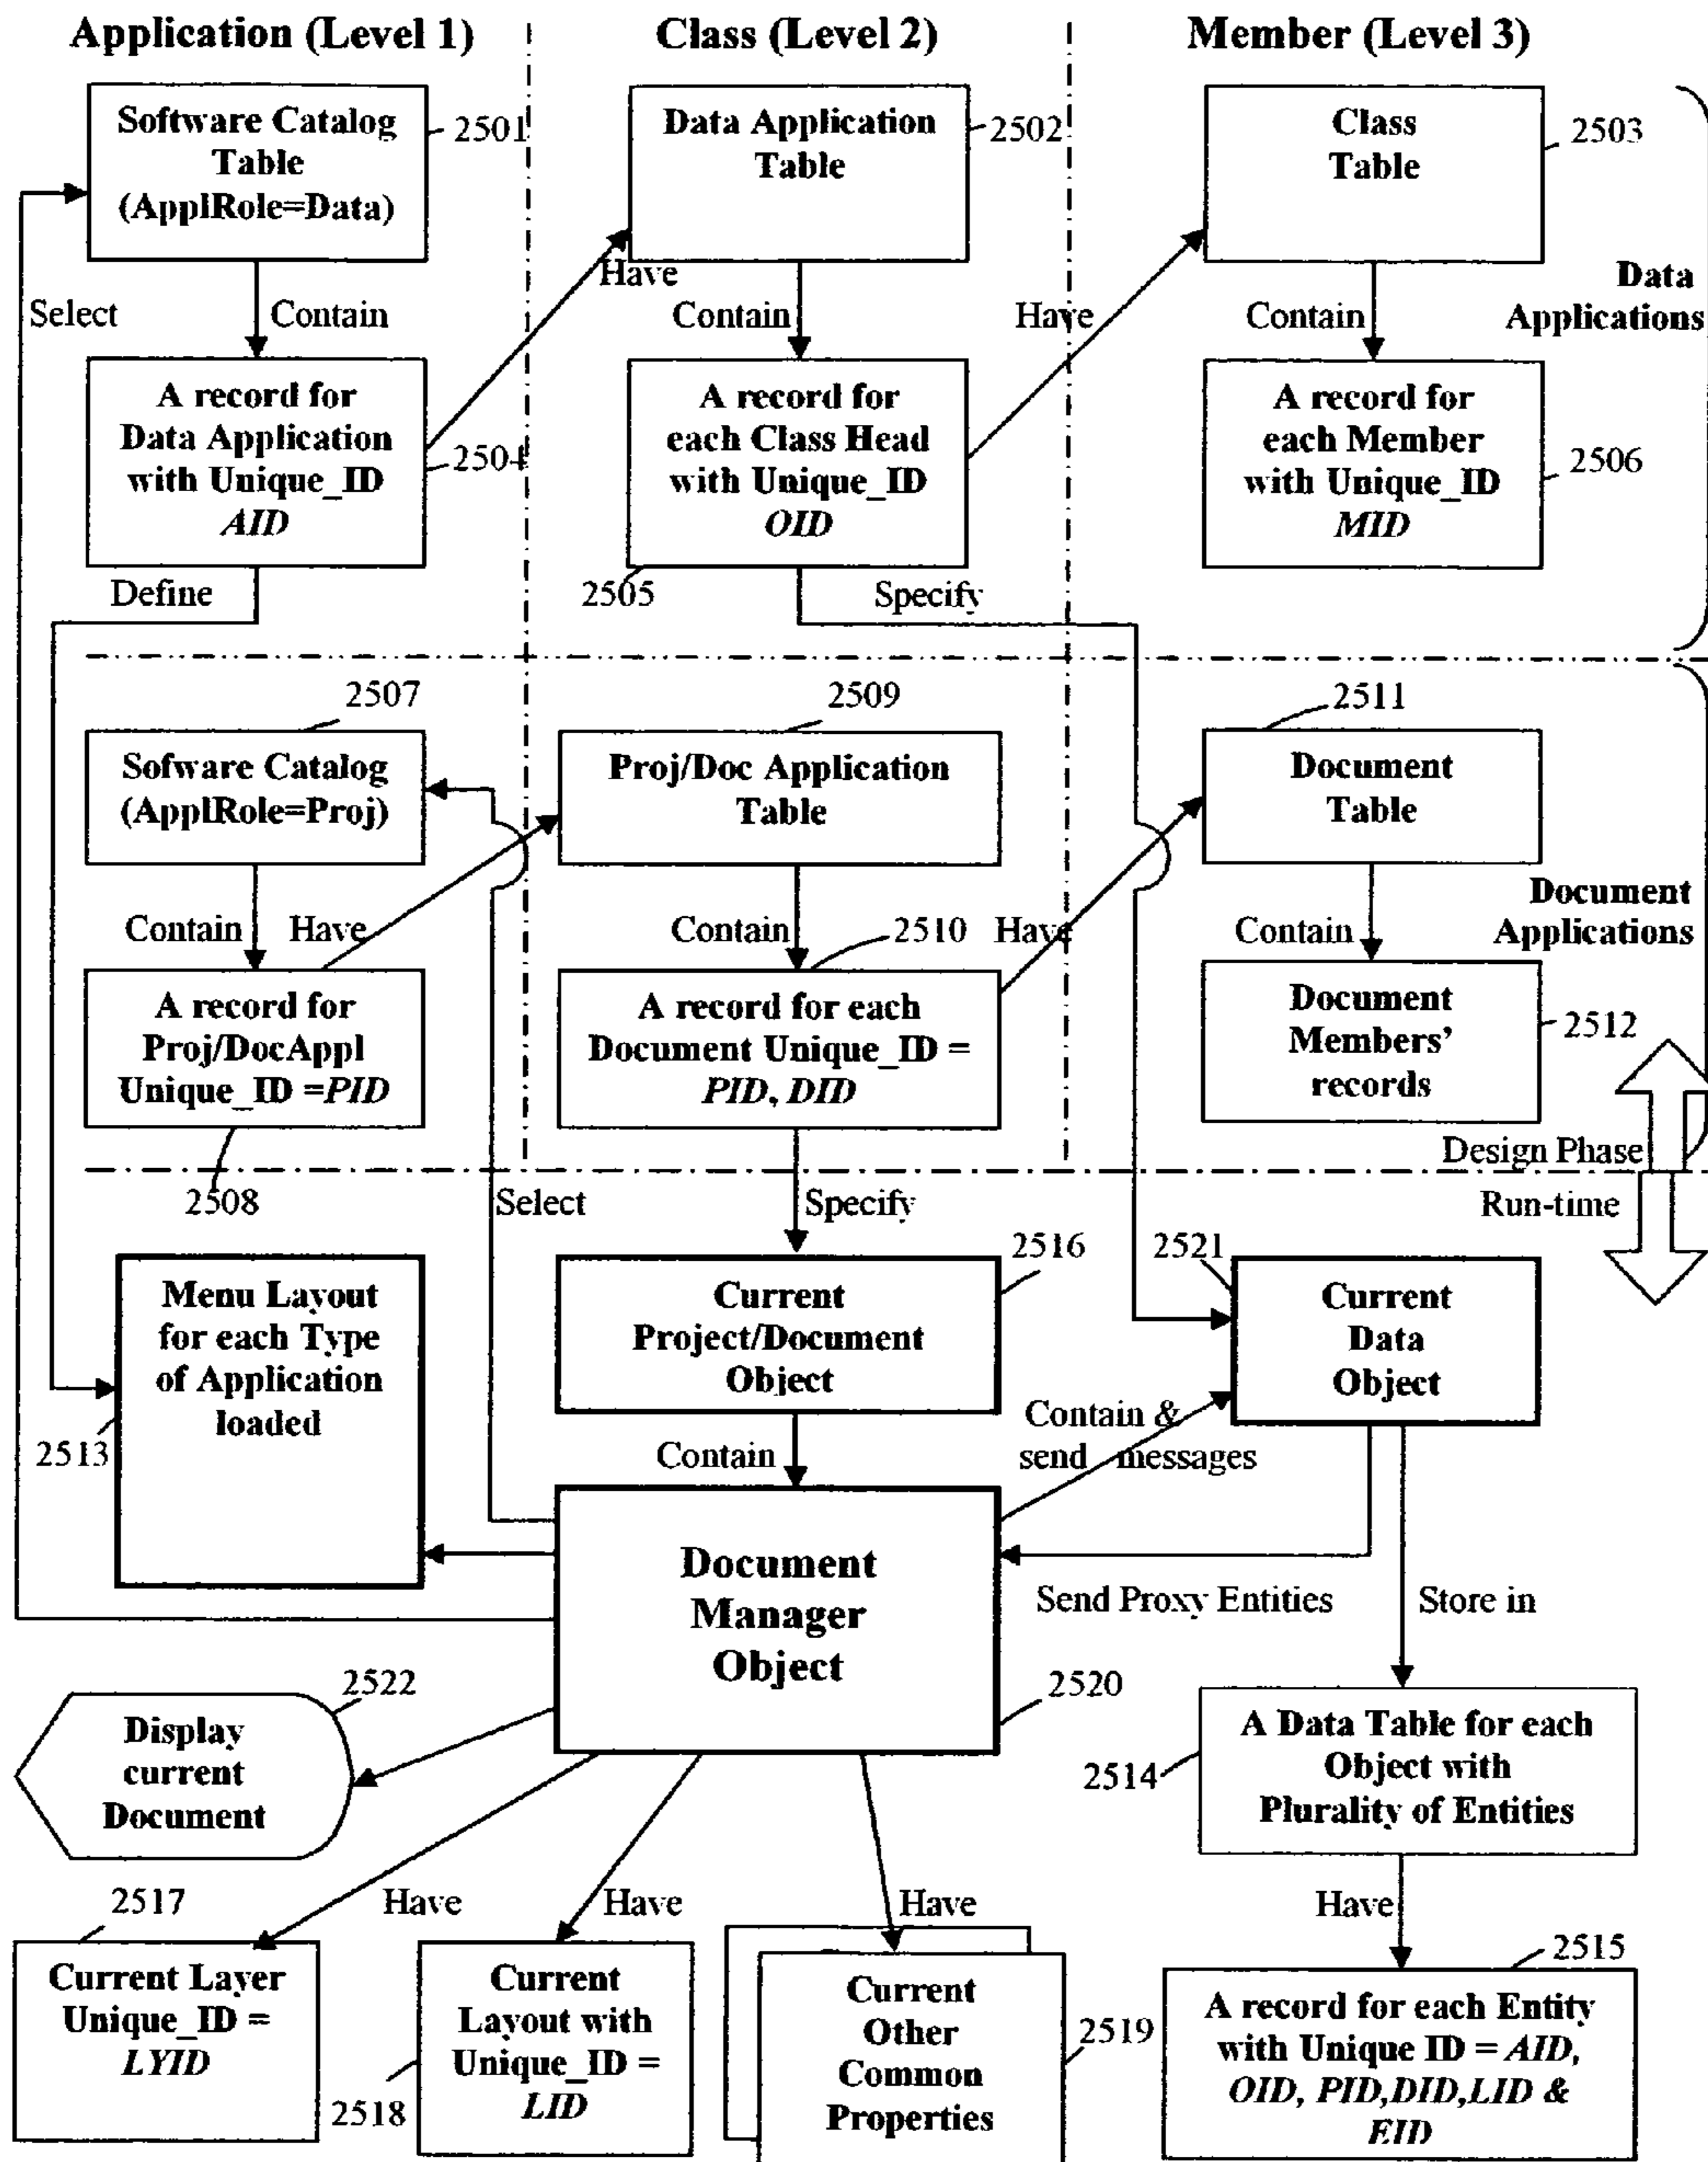 Application (Level 1)
Class (Level 2)
Member (Level 3)
Software Catalog
Table
(ApplRole=Data)
2501
Data Application
Table
2502
Class
Table
2503
Select
Contain
Have
Contain
Have
Contain
Data
Applications
A record for
Data Application
with Unique_ID
AID
2504
A record for
each Class Head
with Unique_ID
OID
2505
A record for
each Member
with Unique_ID
MID
2506
Define
Specify
2507
Sofware Catalog
(ApplRole=Proj)
2509
Proj/Doc Application
Table
2511
Document
Table
Contain
Have
Contain
2510
Have
Contain
Document
Applications
A record for
Proj/DocAppl
Unique_ID =PID
2508
A record for each
Document Unique_ID =
PID, DID
Document
Members'
records
2512
Design Phase
Run-time
Select
Specify
Menu Layout
for each Type
of Application
loaded
2513
2516
Current
Project/Document
Object
2521
Current
Data
Object
Contain
Contain &
send messages
Document
Manager
Object
2520
Send Proxy Entities
Store in
2522
Display
current
Document
2514
A Data Table for each
Object with
Plurality of Entities
2517
Have
Have
Have
Have
Current Layer
Unique_ID =
LYID
Current
Layout with
Unique_ID =
LID
2518
Current
Other
Common
Properties
2519
2515
A record for each Entity
with Unique ID = AID,
OID, PID,DID,LID &
EID